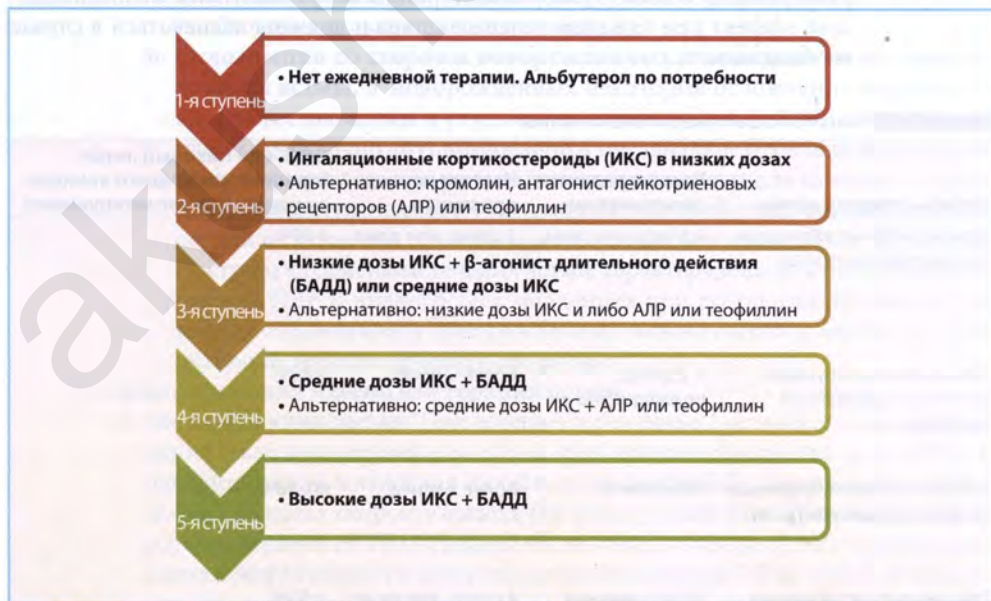 1-я ступень
• Нет ежедневной терапии. Альбутерол по потребности
2-я ступень
• Ингаляционные кортикостероиды (ИКС) в низких дозах
• Альтернативно: кромолин, антагонист лейкотриеновых
рецепторов (АЛР) или теофиллин
3-я ступень
• Низкие дозы ИКС + β-агонист длительного действия
(БАДД) или средние дозы ИКС
• Альтернативно: низкие дозы ИКС и либо АЛР или теофиллин
4-я ступень
• Средние дозы ИКС + БАДД
• Альтернативно: средние дозы ИКС + АЛР или теофиллин
5-я ступень
• Высокие дозы ИКС + БАДД